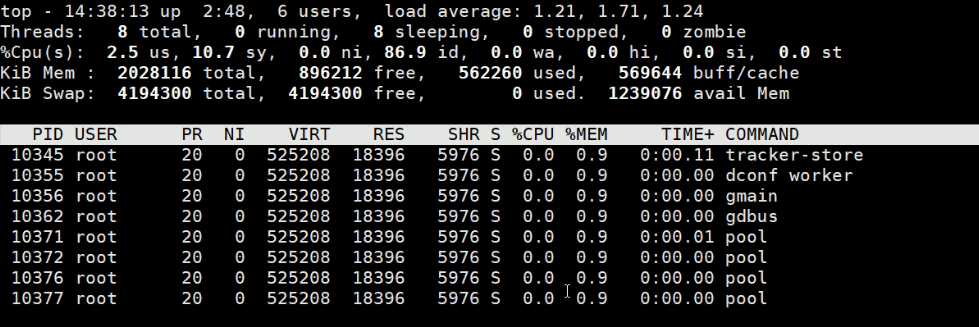 top - 14:38:13 up  2:48,  6 users,  load average: 1.21, 1.71, 1.24
Threads:   8 total,   0 running,   8 sleeping,   0 stopped,   0 zombie
%Cpu(s):  2.5 us, 10.7 sy,  0.0 ni, 86.9 id,  0.0 wa,  0.0 hi,  0.0 si,  0.0 st
KiB Mem :  2028116 total,   896212 free,   562260 used,   569644 buff/cache
KiB Swap:  4194300 total,  4194300 free,        0 used.  1239076 avail Mem
   PID USER      PR  NI    VIRT    RES    SHR S %CPU %MEM     TIME+ COMMAND
 10345 root      20   0  525208  18396   5976 S  0.0  0.9   0:00.11 tracker-store
 10355 root      20   0  525208  18396   5976 S  0.0  0.9   0:00.00 dconf worker
 10356 root      20   0  525208  18396   5976 S  0.0  0.9   0:00.00 gmain
 10362 root      20   0  525208  18396   5976 S  0.0  0.9   0:00.00 gdbus
 10371 root      20   0  525208  18396   5976 S  0.0  0.9   0:00.01 pool
 10372 root      20   0  525208  18396   5976 S  0.0  0.9   0:00.00 pool
 10376 root      20   0  525208  18396   5976 S  0.0  0.9   0:00.00 pool
 10377 root      20   0  525208  18396   5976 S  0.0  0.9   0:00.00 pool